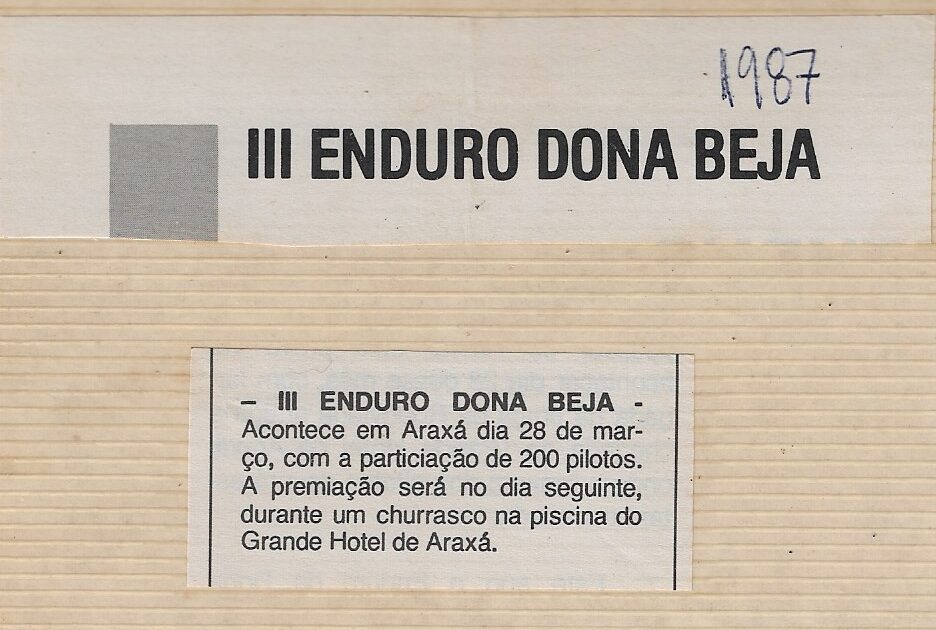 1987
III ENDURO DONA BEJA
– III ENDURO DONA BEJA -
Acontece em Araxá dia 28 de mar-
ço, com a particiação de 200 pilotos.
A premiação será no dia seguinte,
durante um churrasco na piscina do
Grande Hotel de Araxá.